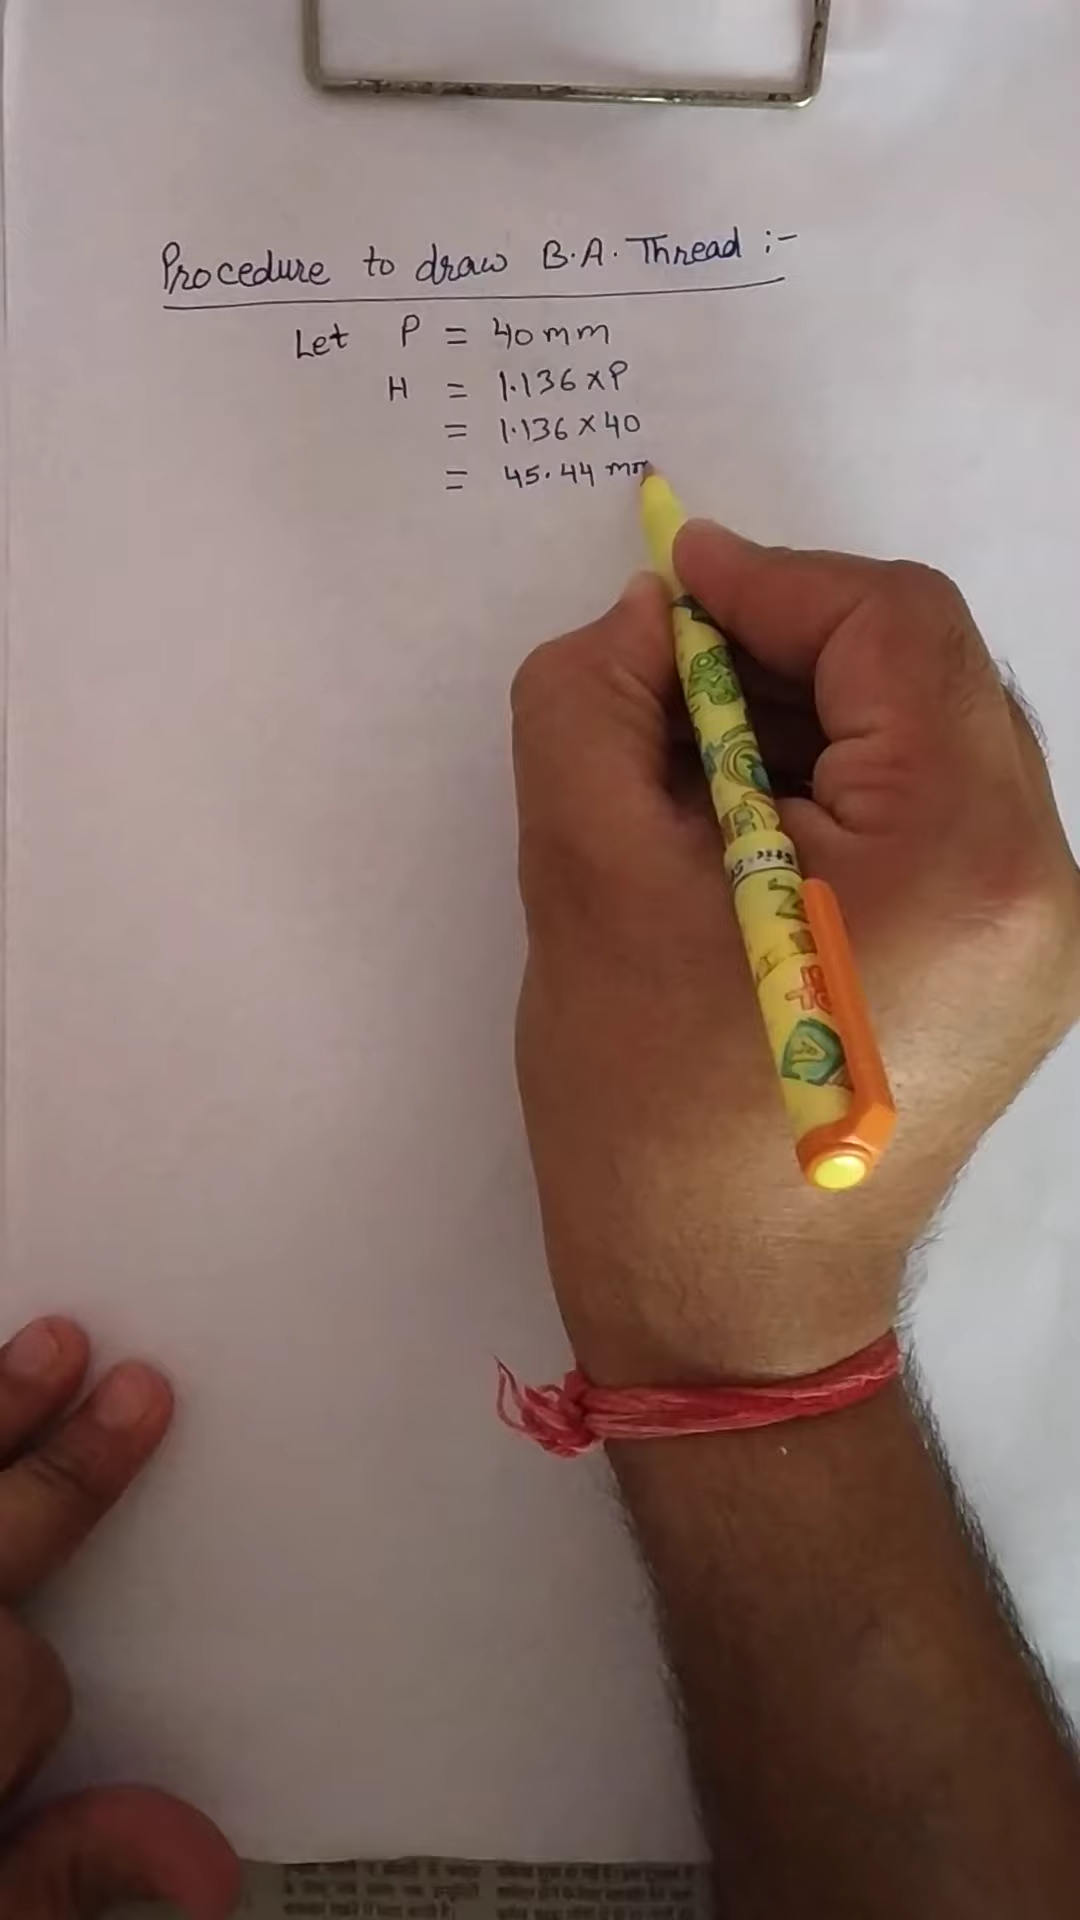 Procedure to draw B.A. Thread :-
Let P = 40mm
H = 1.136 × P
= 1.136 × 40
= 45.44 mm